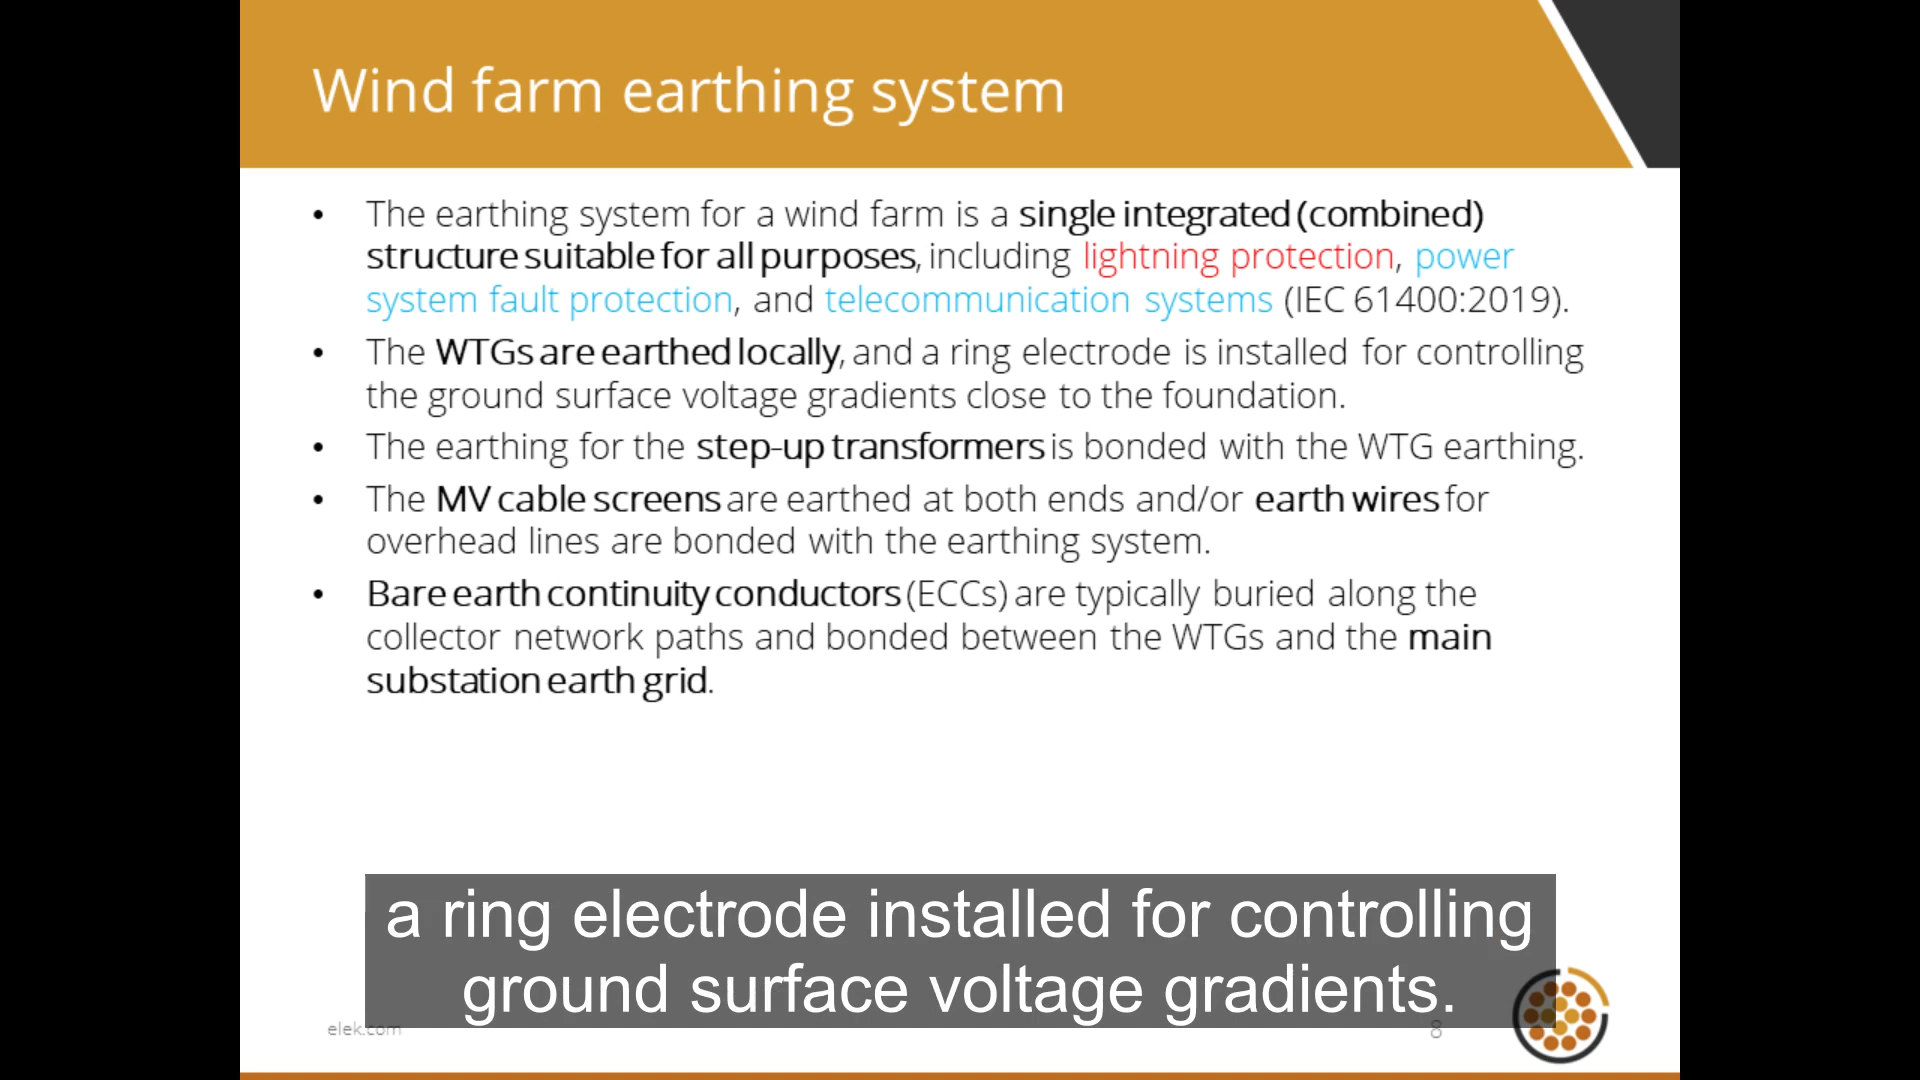 Wind farm earthing system
• The earthing system for a wind farm is a single integrated (combined)
structure suitable for all purposes, including lightning protection, power
system fault protection, and telecommunication systems (IEC 61400:2019).
• The WTGs are earthed locally, and a ring electrode is installed for controlling
the ground surface voltage gradients close to the foundation.
• The earthing for the step-up transformers is bonded with the WTG earthing.
• The MV cable screens are earthed at both ends and/or earth wires for
overhead lines are bonded with the earthing system.
• Bare earth continuity conductors (ECCs) are typically buried along the
collector network paths and bonded between the WTGs and the main
substation earth grid.
a ring electrode installed for controlling
ground surface voltage gradients.
elek.com
8